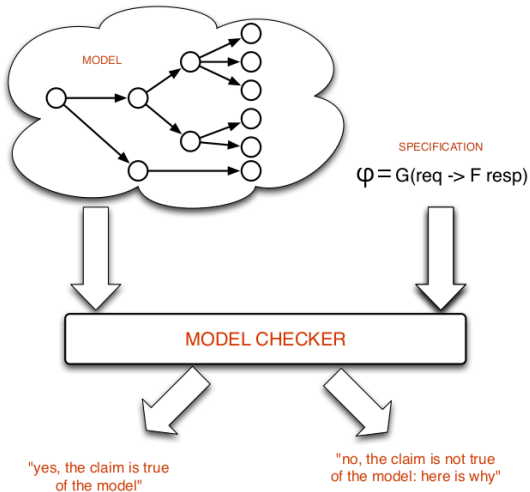 MODEL
SPECIFICATION
φ= G(req -> F resp)
MODEL CHECKER
"yes, the claim is true
of the model"
"no, the claim is not true
of the model: here is why"